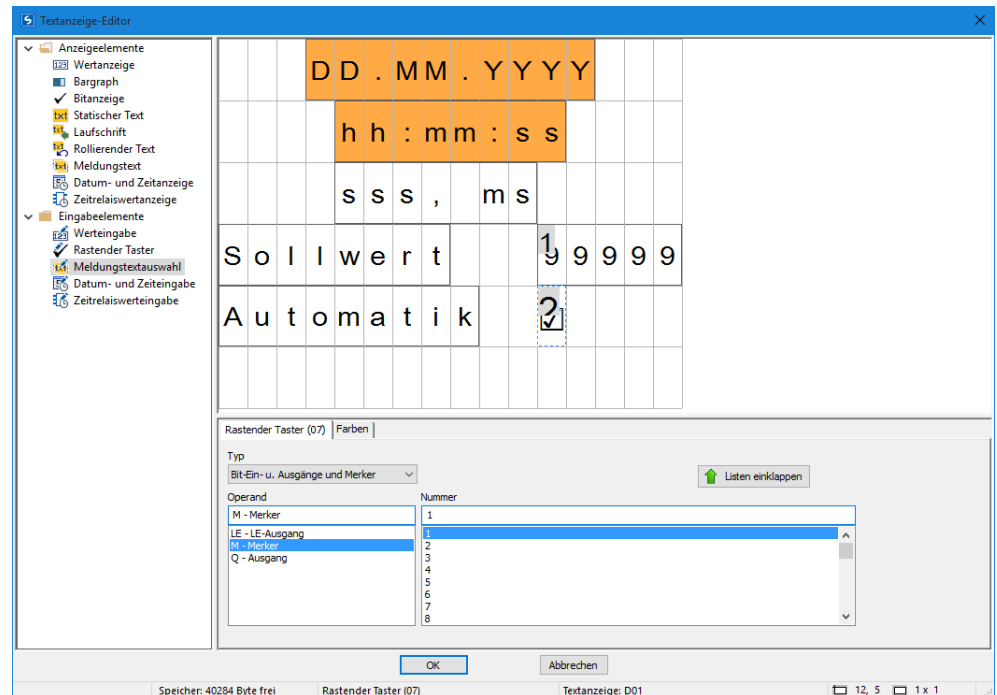 Textanzeige-Editor
Anzeigeelemente
Wertanzeige
Bargraph
Bitanzeige
Statischer Text
Laufschrift
Rollierender Text
Meldungstext
Datum- und Zeitanzeige
Zeitrelaiswertanzeige
Eingabeelemente
Werteingabe
Rastender Taster
Meldungstextauswahl
Datum- und Zeiteingabe
Zeitrelaiswerteingabe
DD.MM.YYYY
hh:mm:ss
sss, ms
Sollwert 1 99999
Automatik 2
Rastender Taster (07) Farben
Typ
Bit-Ein- u. Ausgänge und Merker
Listen einklappen
Operand Nummer
M - Merker 1
LE - LE-Ausgang 1
M - Merker 2
Q - Ausgang 3
4
5
6
7
8
OK Abbrechen
Speicher: 40284 Byte frei Rastender Taster (07) Textanzeige: D01 12, 5 1 x 1